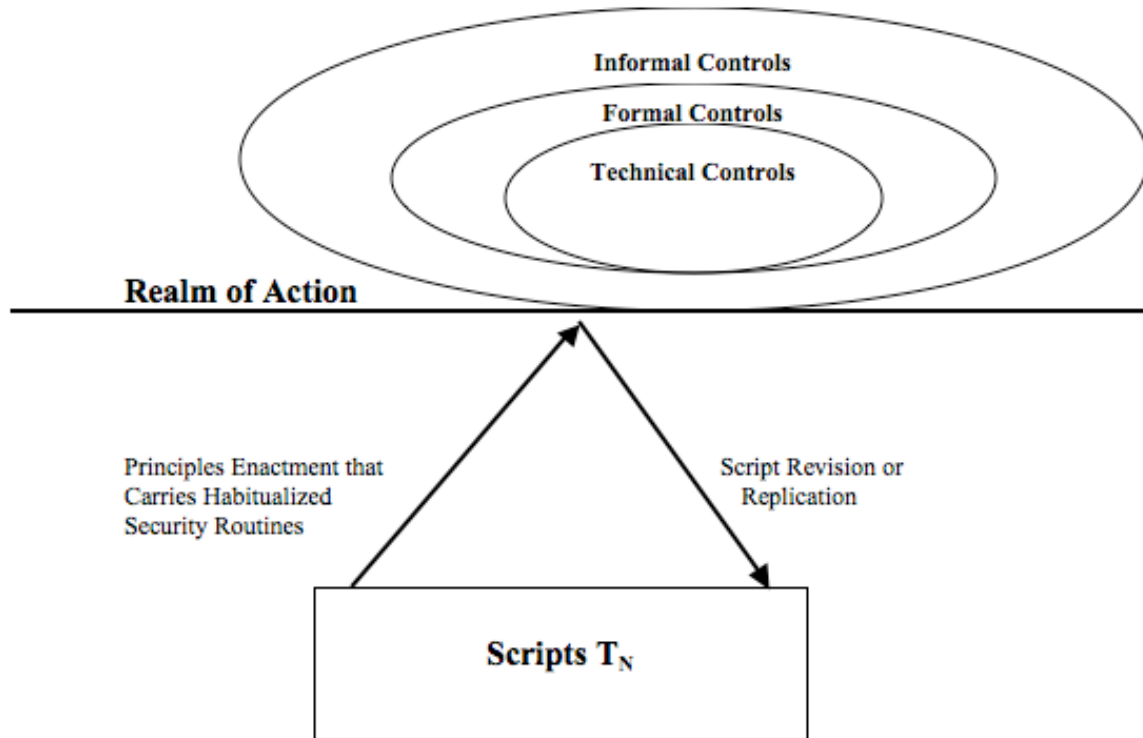 Informal Controls
Formal Controls
Technical Controls
Realm of Action
Principles Enactment that
Carries Habitualized
Security Routines
Script Revision or
Replication
Scripts T_N